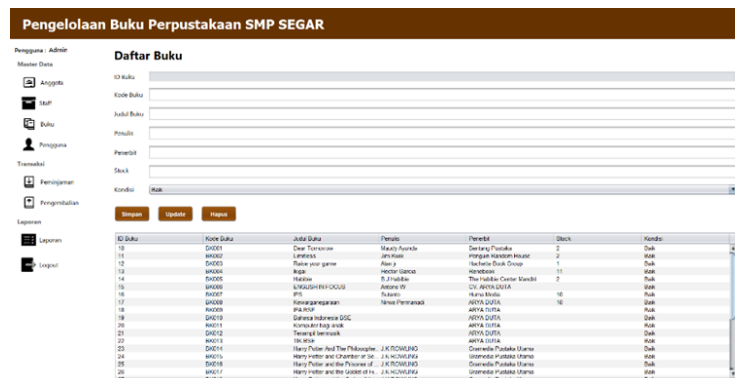 Pengelolaan Buku Perpustakaan SMP SEGAR
Pengguna : Admin
Master Data
Anggota
Staff
Buku
Pengguna
Transaksi
Peminjaman
Pengembalian
Laporan
Laporan
Logout
Daftar Buku
ID Buku
Kode Buku
Judul Buku
Penulis
Penerbit
Stock
Kondisi Baik
Simpan Update Hapus
ID Buku Kode Buku Judul Buku Penulis Penerbit Stock Kondisi
10 BK001 Dear Tomorrow Maudy Ayunda Bentang Pustaka 2 Baik
11 BK002 Limitless Jim Kwik Penguin Random House 2 Baik
12 BK003 Raise your game Alan ji Hachette Book Group 1 Baik
13 BK004 Ikigai Hector Garcia Renebook 11 Baik
14 BK005 Habibie B.J Habibie The Habibie Center Mandiri 2 Baik
15 BK006 ENGLISH IN FOCUS Artono W CV. ARYA DUTA Baik
16 BK007 IPS Sutarto Huma Media 10 Baik
17 BK008 Kewarganegaraan Ninus Permanadi ARYA DUTA 10 Baik
18 BK009 IPA BSE ARYA DUTA Baik
19 BK010 Bahasa Indonesia BSE ARYA DUTA Baik
20 BK011 Komputer bagi anak ARYA DUTA Baik
21 BK012 Terampil bermusik ARYA DUTA Baik
22 BK013 TIK BSE ARYA DUTA Baik
23 BK014 Harry Potter And The Philosopher.. J.K ROWLING Gramedia Pustaka Utama Baik
24 BK015 Harry Potter and Chamber of Se... J.K ROWLING Gramedia Pustaka Utama Baik
25 BK016 Harry Potter and the Prisoner of ... J.K ROWLING Gramedia Pustaka Utama Baik
26 BK017 Harry Potter and the Goblet of Fi.. J.K ROWLING Gramedia Pustaka Utama Baik